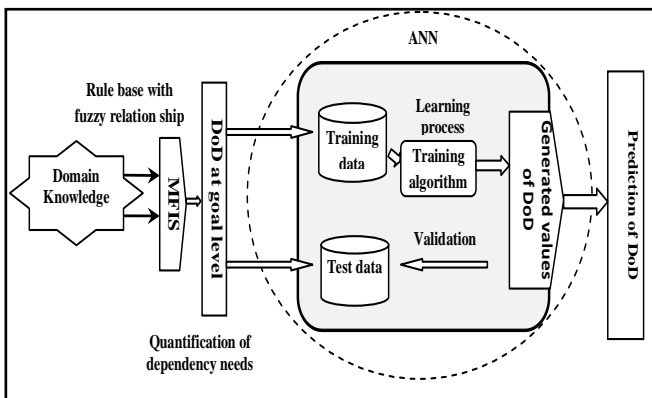 ANN
Rule base with
fuzzy relation ship
Domain
Knowledge
MFIS
DoD at goal level
Training
data
Learning
process
Training
algorithm
Generated values
of DoD
Prediction of DoD
Test data
Validation
Quantification of
dependency needs